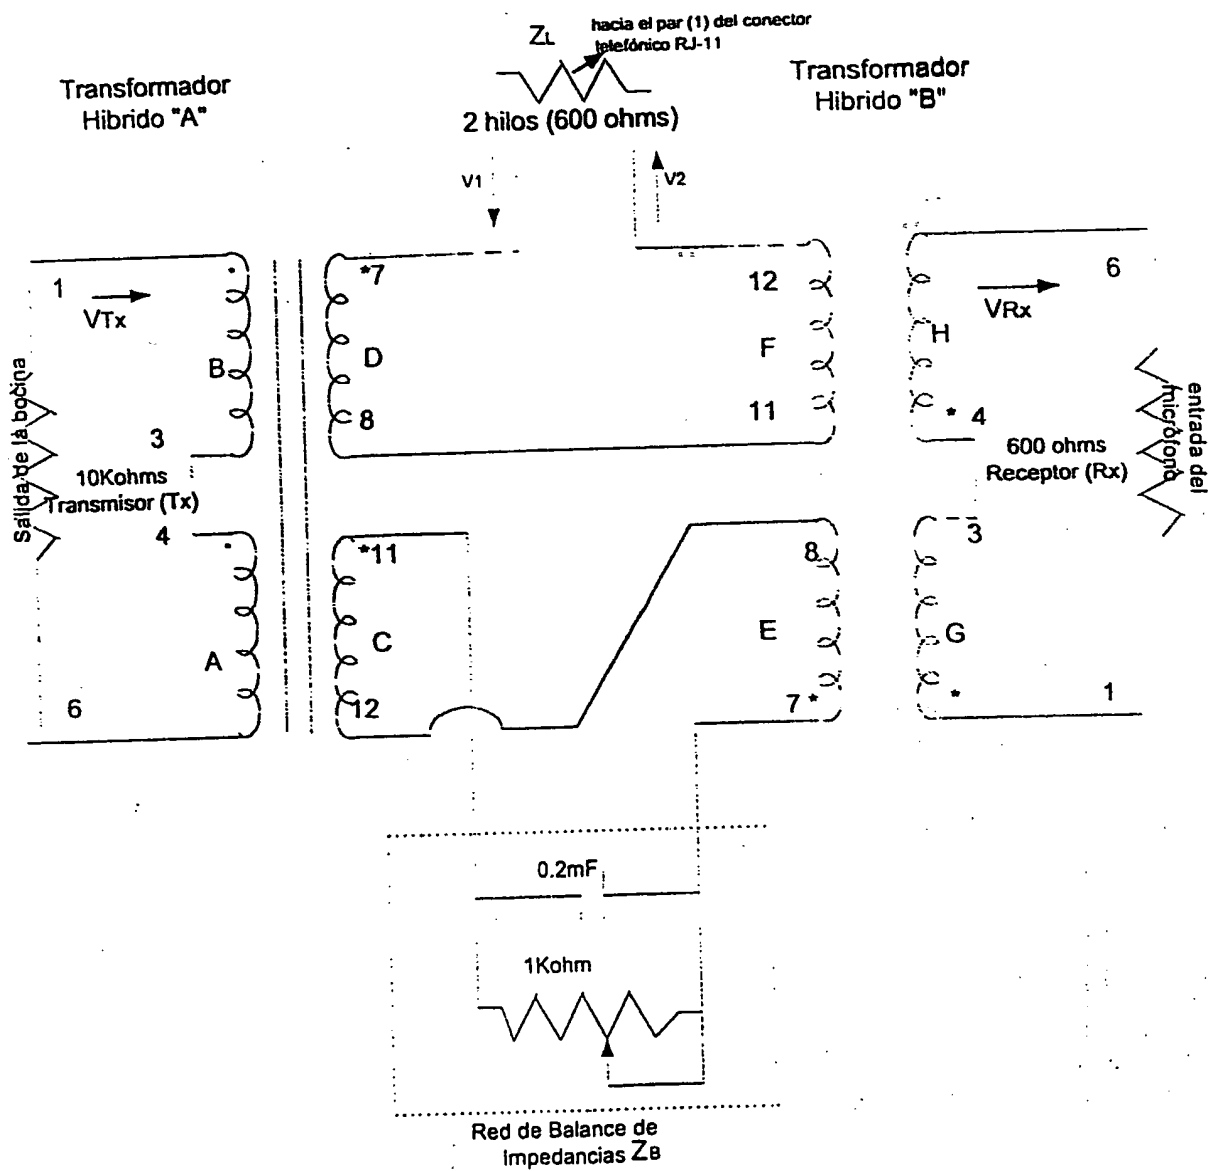 ZL
hacia el par (1) del conector
telefónico RJ-11
Transformador
Hibrido "A"
Transformador
Hibrido "B"
2 hilos (600 ohms)
V1
V2
1
VTx
B
3
*7
D
8
12
F
11
H
VRx
6
* 4
Salida de la bocina
10Kohms
Transmisor (Tx)
600 ohms
Receptor (Rx)
entrada del
micrófono
4
A
6
*11
C
12
8
E
7 *
3
G
*
1
0.2mF
1Kohm
Red de Balance de
Impedancias ZB